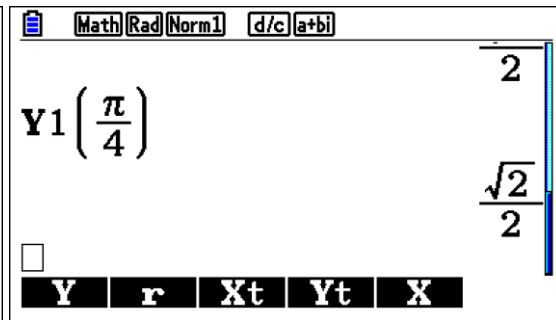 Math Rad Norm1 d/c a+bi
2
Y1(π/4)
√2/2
Y r Xt Yt X